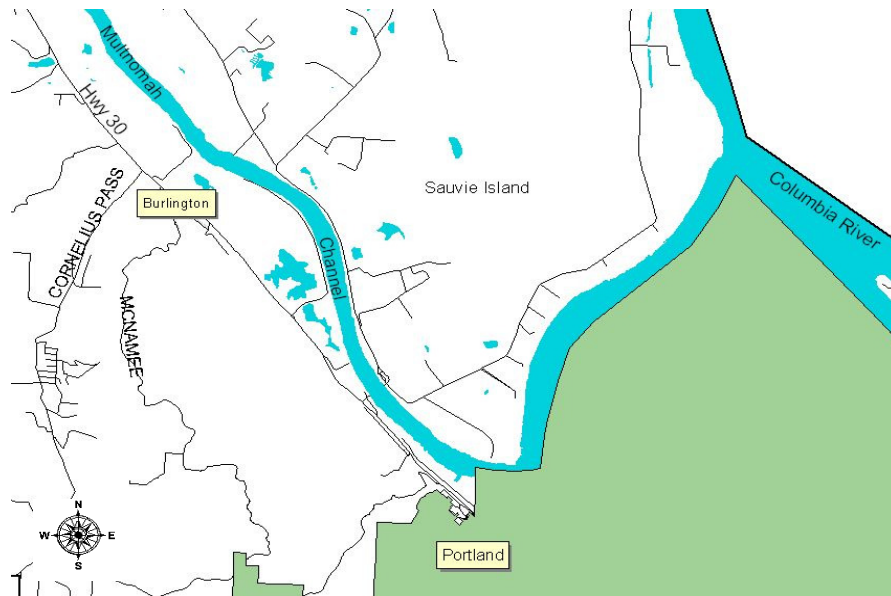 Multnomah
Hwy 30
Columbia River
Sauvie Island
CORNELIUS PASS
Burlington
Channel
MCNAMEE
N
W
E
S
Portland